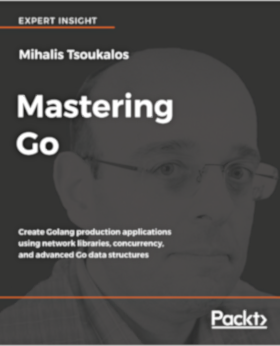 EXPERT INSIGHT
Mihalis Tsoukalos
Mastering
Go
Create Golang production applications
using network libraries, concurrency,
and advanced Go data structures
Packt>